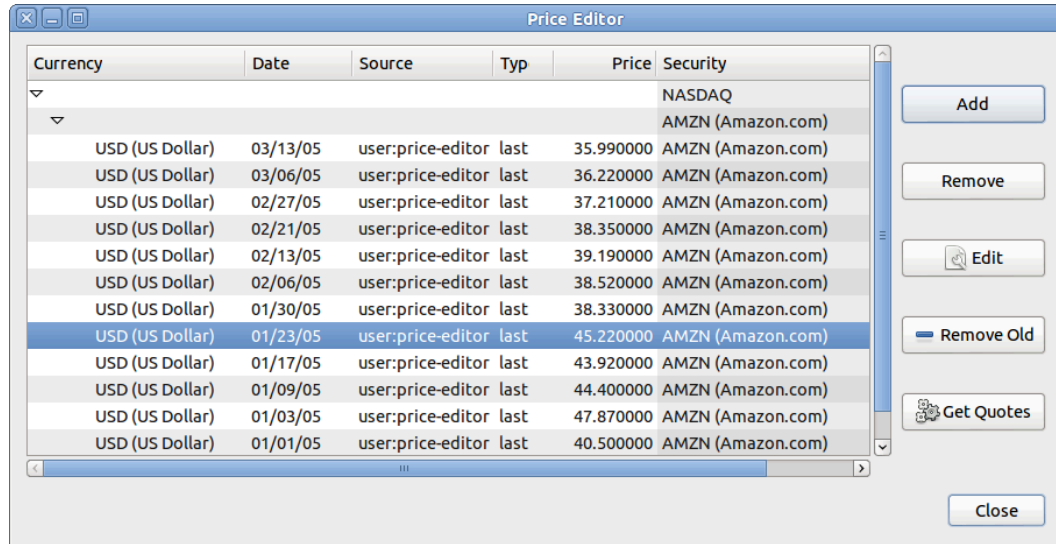 Price Editor
Currency Date Source Typ Price Security
NASDAQ
AMZN (Amazon.com)
USD (US Dollar) 03/13/05 user:price-editor last 35.990000 AMZN (Amazon.com)
USD (US Dollar) 03/06/05 user:price-editor last 36.220000 AMZN (Amazon.com)
USD (US Dollar) 02/27/05 user:price-editor last 37.210000 AMZN (Amazon.com)
USD (US Dollar) 02/21/05 user:price-editor last 38.350000 AMZN (Amazon.com)
USD (US Dollar) 02/13/05 user:price-editor last 39.190000 AMZN (Amazon.com)
USD (US Dollar) 02/06/05 user:price-editor last 38.520000 AMZN (Amazon.com)
USD (US Dollar) 01/30/05 user:price-editor last 38.330000 AMZN (Amazon.com)
USD (US Dollar) 01/23/05 user:price-editor last 45.220000 AMZN (Amazon.com)
USD (US Dollar) 01/17/05 user:price-editor last 43.920000 AMZN (Amazon.com)
USD (US Dollar) 01/09/05 user:price-editor last 44.400000 AMZN (Amazon.com)
USD (US Dollar) 01/03/05 user:price-editor last 47.870000 AMZN (Amazon.com)
USD (US Dollar) 01/01/05 user:price-editor last 40.500000 AMZN (Amazon.com)
Add
Remove
Edit
Remove Old
Get Quotes
Close